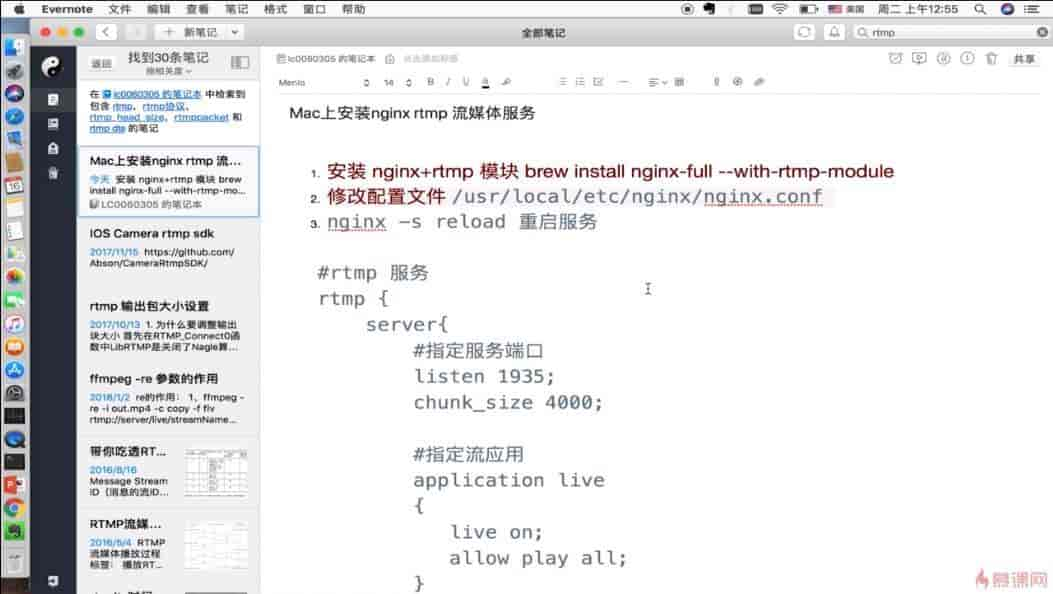 Evernote 文件 编辑 查看 笔记 格式 窗口 帮助 美国 周二 上午12:55
新笔记 全部笔记 rtmp
返回 找到30条笔记
按相关度
在 lc0060305 的笔记本 中检索到
包含 rtmp、rtmp协议、
rtmp_head_size、rtmppacket 和
rtmp dts 的笔记
Mac上安装nginx rtmp 流...
今天 安装 nginx+rtmp 模块 brew
install nginx-full --with-rtmp-mo...
LC0060305 的笔记本
IOS Camera rtmp sdk
2017/11/15 https://github.com/
Abson/CameraRtmpSDK/
rtmp 输出包大小设置
2017/10/13 1. 为什么要调整输出
块大小 首先在RTMP_Connect0函
数中LibRTMP是关闭了Nagle算...
ffmpeg -re 参数的作用
2018/1/2 re的作用： 1、ffmpeg -
re -i out.mp4 -c copy -f flv
rtmp://server/live/streamName...
带你吃透RT...
2016/8/16
Message Stream
ID（消息的流ID...
RTMP流媒...
2016/5/4 RTMP
流媒体播放过程
标签： 播放RT...
lc0060305 的笔记本 点击添加标签
共享
Menlo 14 B I U A
Mac上安装nginx rtmp 流媒体服务
1. 安装 nginx+rtmp 模块 brew install nginx-full --with-rtmp-module
2. 修改配置文件 /usr/local/etc/nginx/nginx.conf
3. nginx -s reload 重启服务
#rtmp 服务
rtmp {
server{
#指定服务端口
listen 1935;
chunk_size 4000;
#指定流应用
application live
{
live on;
allow play all;
}
慕课网